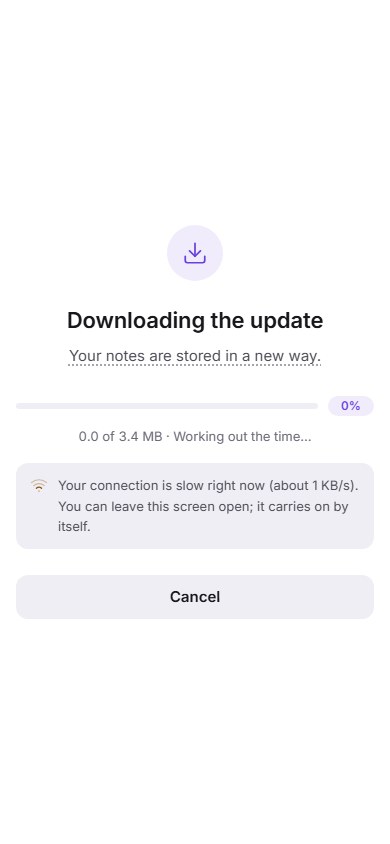 Downloading the update
Your notes are stored in a new way.
0%
0.0 of 3.4 MB · Working out the time...
Your connection is slow right now (about 1 KB/s).
You can leave this screen open; it carries on by
itself.
Cancel